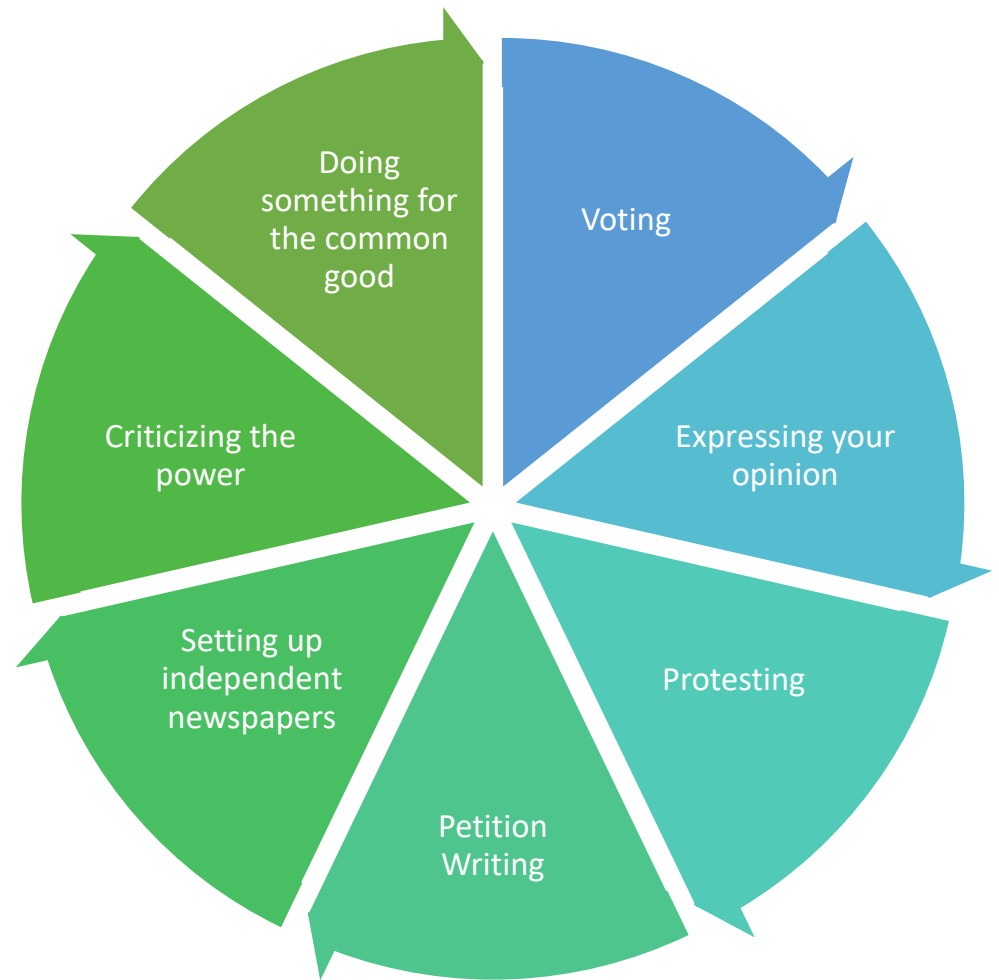 Voting
Expressing your
opinion
Protesting
Petition
Writing
Setting up
independent
newspapers
Criticizing the
power
Doing
something for
the common
good